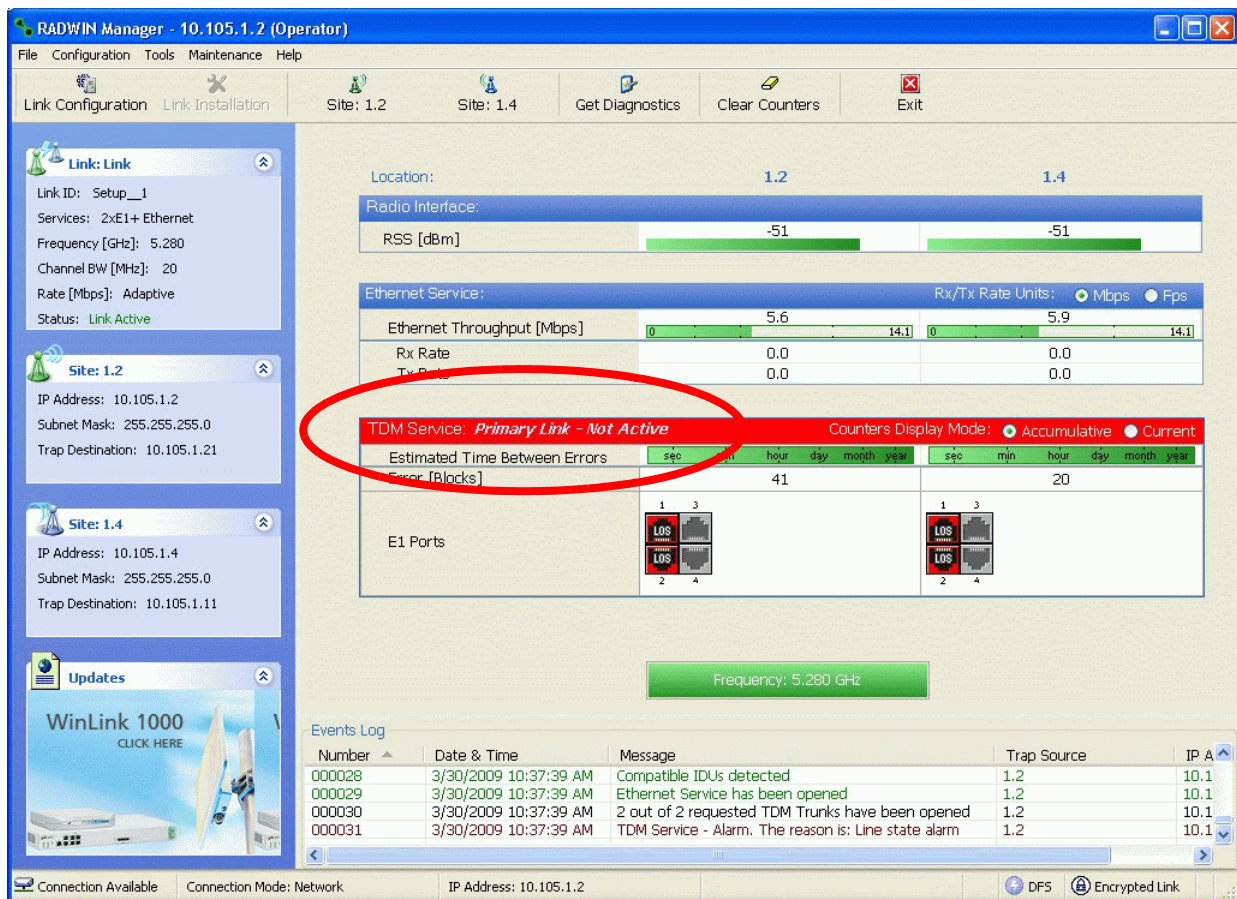 RADWIN Manager - 10.105.1.2 (Operator)
File Configuration Tools Maintenance Help
Link Configuration Link Installation Site: 1.2 Site: 1.4 Get Diagnostics Clear Counters Exit
Link: Link
Link ID: Setup__1
Services: 2xE1+ Ethernet
Frequency [GHz]: 5.280
Channel BW [MHz]: 20
Rate [Mbps]: Adaptive
Status: Link Active
Site: 1.2
IP Address: 10.105.1.2
Subnet Mask: 255.255.255.0
Trap Destination: 10.105.1.21
Site: 1.4
IP Address: 10.105.1.4
Subnet Mask: 255.255.255.0
Trap Destination: 10.105.1.11
Updates
WinLink 1000
CLICK HERE
Location: 1.2 1.4
Radio Interface:
RSS [dBm] -51 -51
Ethernet Service: Rx/Tx Rate Units: Mbps Fps
Ethernet Throughput [Mbps] 5.6 5.9
0 14.1 0 14.1
Rx Rate 0.0 0.0
Tx Rate 0.0 0.0
TDM Service: Primary Link - Not Active Counters Display Mode: Accumulative Current
Estimated Time Between Errors sec min hour day month year sec min hour day month year
Error [Blocks] 41 20
1 3 1 3
E1 Ports LOS LOS
LOS LOS
2 4 2 4
Frequency: 5.280 GHz
Events Log
Number Date & Time Message Trap Source IP A
000028 3/30/2009 10:37:39 AM Compatible IDUs detected 1.2 10.1
000029 3/30/2009 10:37:39 AM Ethernet Service has been opened 1.2 10.1
000030 3/30/2009 10:37:39 AM 2 out of 2 requested TDM Trunks have been opened 1.2 10.1
000031 3/30/2009 10:37:39 AM TDM Service - Alarm. The reason is: Line state alarm 1.2 10.1
Connection Available Connection Mode: Network IP Address: 10.105.1.2 DFS Encrypted Link